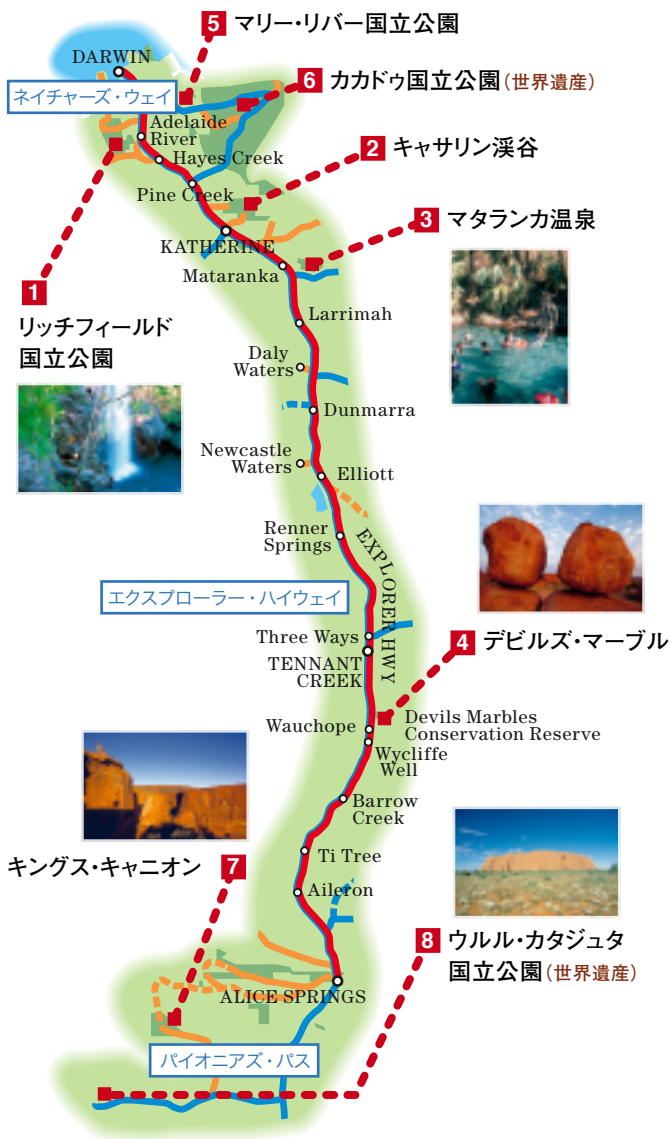 5 マリー・リバー国立公園
DARWIN
6 カカドゥ国立公園(世界遺産)
ネイチャーズ・ウェイ
Adelaide
River
2 キャサリン渓谷
Hayes Creek
Pine Creek
3 マタランカ温泉
KATHERINE
Mataranka
1
リッチフィールド
国立公園
Larrimah
Daly
Waters
Dunmarra
Newcastle
Waters
Elliott
Renner
Springs
EXPLORER HWY
エクスプローラー・ハイウェイ
Three Ways
4 デビルズ・マーブル
TENNANT
CREEK
Devils Marbles
Conservation Reserve
Wauchope
Wycliffe
Well
Barrow
Creek
Ti Tree
キングス・キャニオン 7
Aileron
8 ウルル・カタジュタ
国立公園(世界遺産)
ALICE SPRINGS
パイオニアズ・パス